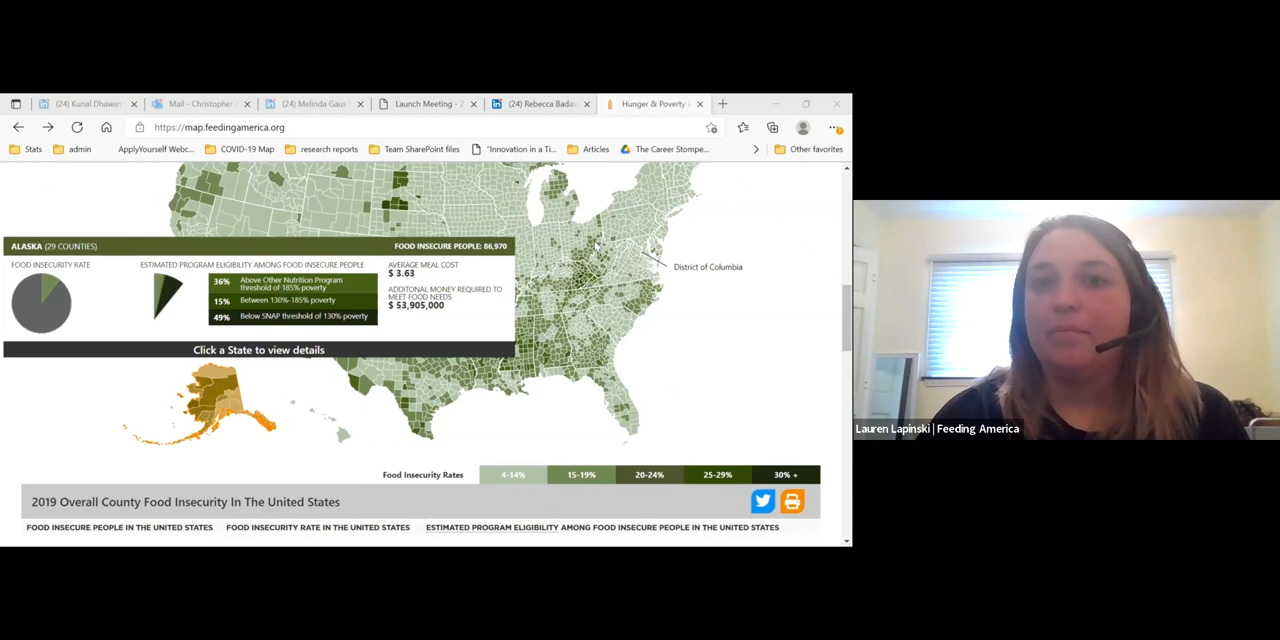 (24) Kunal Dhawan
Mail - Christopher
(24) Melinda Gaus
Launch Meeting - Z
(24) Rebecca Badaw
Hunger & Poverty i
https://map.feedingamerica.org
Stats
admin
ApplyYourself Webc...
COVID-19 Map
research reports
Team SharePoint files
"Innovation in a Ti...
Articles
The Career Stompe...
Other favorites
ALASKA (29 COUNTIES)
FOOD INSECURE PEOPLE: 86,970
FOOD INSECURITY RATE
ESTIMATED PROGRAM ELIGIBILITY AMONG FOOD INSECURE PEOPLE
36% Above Other Nutrition Program
threshold of 185% poverty
15% Between 130%-185% poverty
49% Below SNAP threshold of 130% poverty
AVERAGE MEAL COST
$ 3.63
ADDITONAL MONEY REQUIRED TO
MEET FOOD NEEDS
$ 53,905,000
Click a State to view details
District of Columbia
Lauren Lapinski | Feeding America
Food Insecurity Rates
4-14%
15-19%
20-24%
25-29%
30% +
2019 Overall County Food Insecurity In The United States
FOOD INSECURE PEOPLE IN THE UNITED STATES
FOOD INSECURITY RATE IN THE UNITED STATES
ESTIMATED PROGRAM ELIGIBILITY AMONG FOOD INSECURE PEOPLE IN THE UNITED STATES